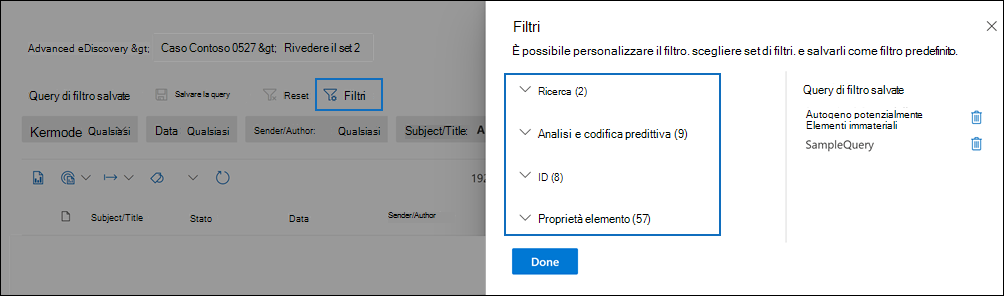 Advanced eDiscovery &gt; Caso Contoso 0527 &gt; Rivedere il set 2
Query di filtro salvate Salvare la query Reset Filtri
Kermode Qualsiasi Data Qualsiasi Sender/Author: Qualsiasi Subject/Title: A
192
Subject/Title Stato Data Sender/Author
Filtri
È possibile personalizzare il filtro. scegliere set di filtri. e salvarli come filtro predefinito.
Ricerca (2)
Analisi e codifica predittiva (9)
ID (8)
Proprietà elemento (57)
Done
Query di filtro salvate
Autogeno potenzialmente
Elementi immateriali
SampleQuery